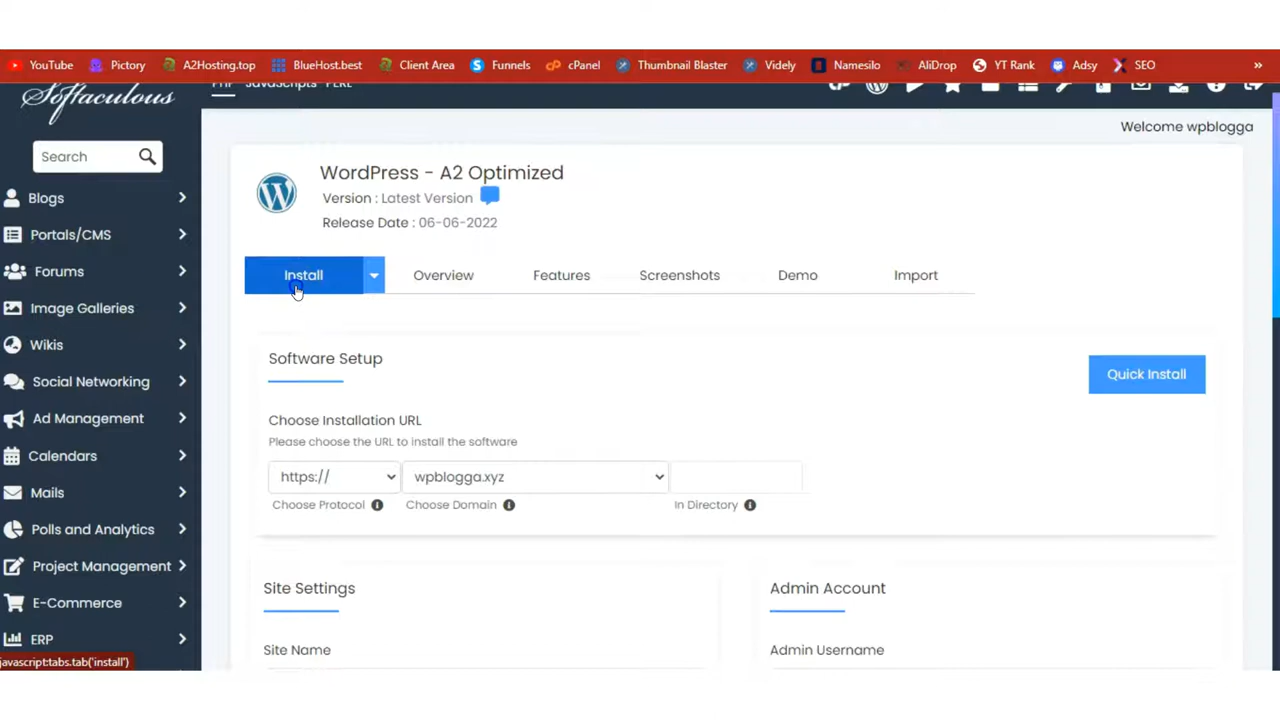 YouTube Pictory A2Hosting.top BlueHost.best Client Area Funnels cPanel Thumbnail Blaster Videly Namesilo AliDrop YT Rank Adsy SEO »
Softaculous
PHP JavaScripts PERL
Welcome wpblogga
Search
Blogs
Portals/CMS
Forums
Image Galleries
Wikis
Social Networking
Ad Management
Calendars
Mails
Polls and Analytics
Project Management
E-Commerce
ERP
javascript:tabs.tab('install')
WordPress - A2 Optimized
Version : Latest Version
Release Date : 06-06-2022
Install Overview Features Screenshots Demo Import
Software Setup
Quick Install
Choose Installation URL
Please choose the URL to install the software
https:// wpblogga.xyz
Choose Protocol Choose Domain In Directory
Site Settings
Site Name
Admin Account
Admin Username